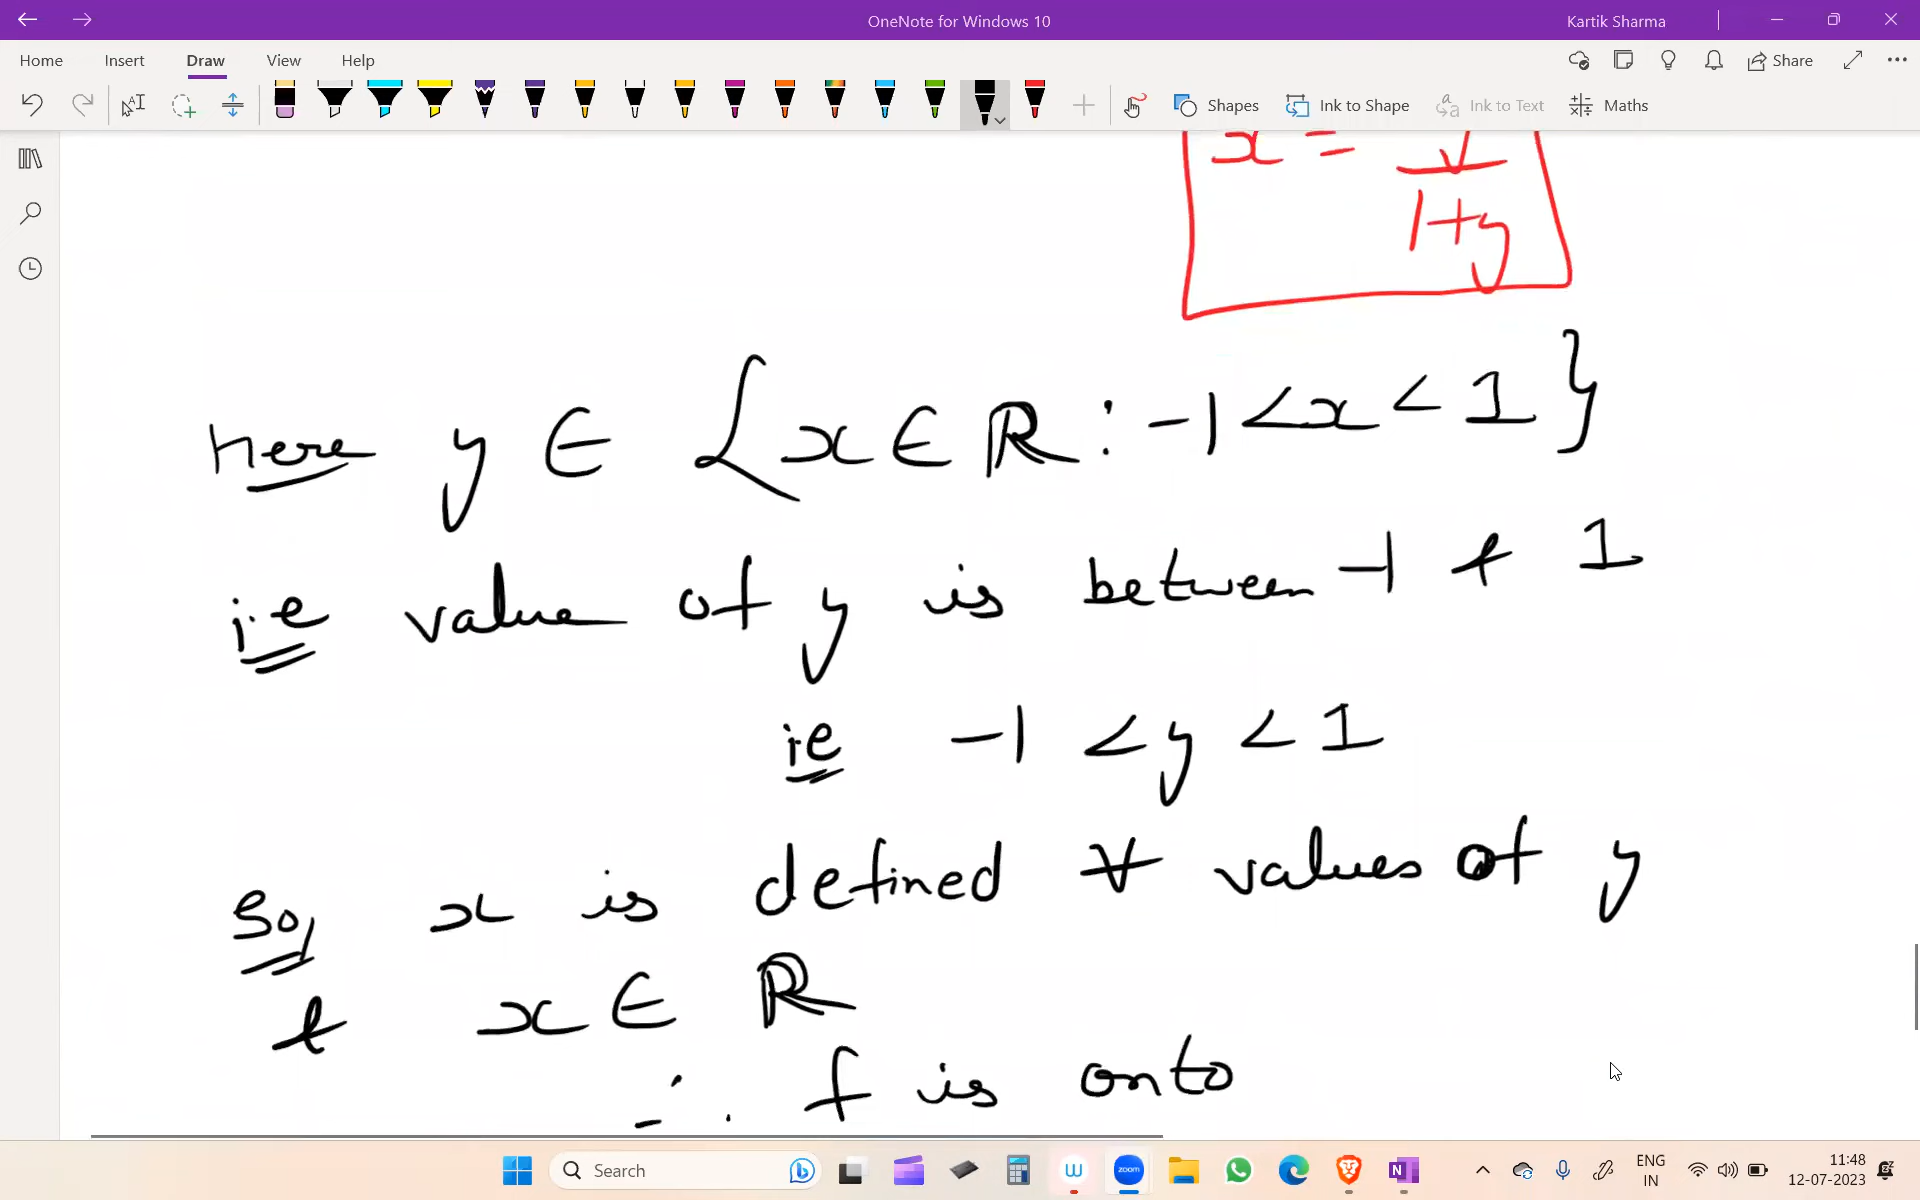 OneNote for Windows 10
Kartik Sharma
Home Insert Draw View Help
Share
Shapes Ink to Shape Ink to Text Maths
x = y
1+y
here y ∈ {x ∈ ℝ : -1 < x < 1}
i.e value of y is between -1 & 1
i.e -1 < y < 1
So, x is defined ∀ values of y
& x ∈ ℝ
∴ f is onto
Search
ENG
IN
11:48
12-07-2023